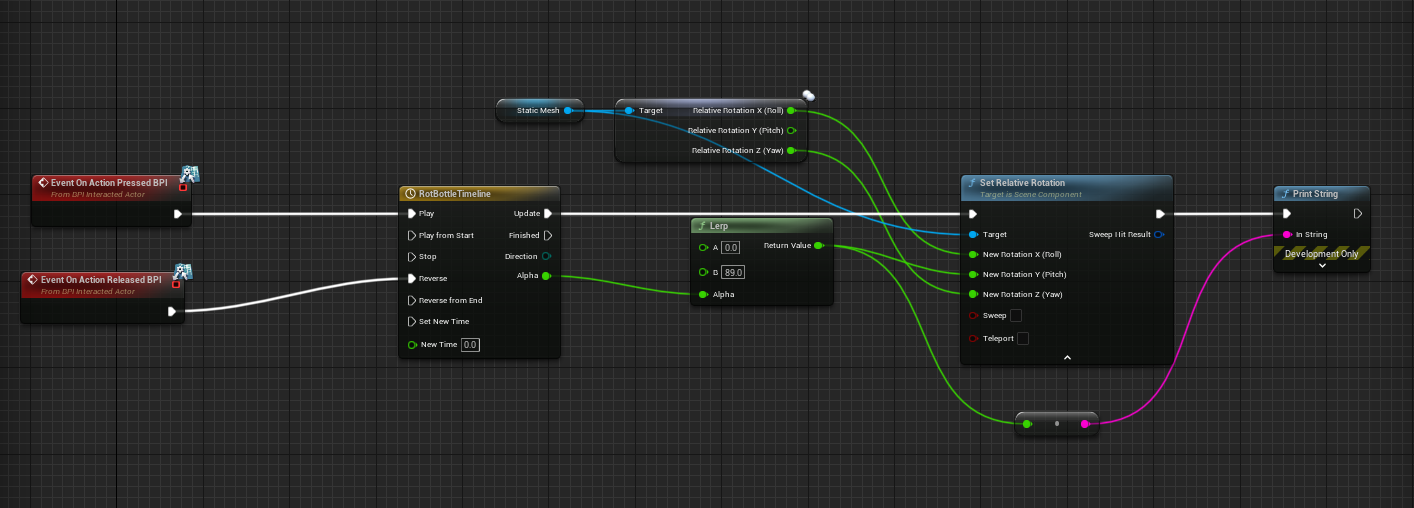 Static Mesh
Target
Relative Rotation X (Roll)
Relative Rotation Y (Pitch)
Relative Rotation Z (Yaw)
Event On Action Pressed BPI
From BPI Interacted Actor
Event On Action Released BPI
From BPI Interacted Actor
RotBottleTimeline
Play
Update
Play from Start
Finished
Stop
Direction
Reverse
Alpha
Reverse from End
Set New Time
New Time 0.0
Lerp
A 0.0
Return Value
B 89.0
Alpha
Set Relative Rotation
Target is Scene Component
Target
Sweep Hit Result
New Rotation X (Roll)
New Rotation Y (Pitch)
New Rotation Z (Yaw)
Sweep
Teleport
Print String
In String
Development Only